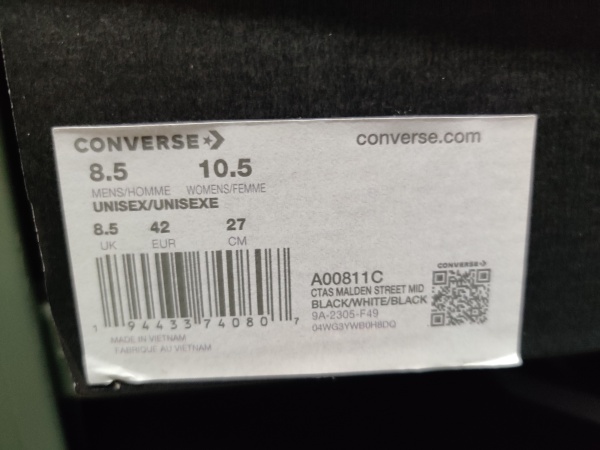 CONVERSE
converse.com
8.5 10.5
MENS/HOMME WOMENS/FEMME
UNISEX/UNISEXE
8.5 42 27
UK EUR CM
CONVERSE
A00811C
CTAS MALDEN STREET MID
BLACK/WHITE/BLACK
9A-2305-F49
04WG3YWB0H8DQ
1 94433 74080 7
MADE IN VIETNAM
FABRIQUÉ AU VIETNAM